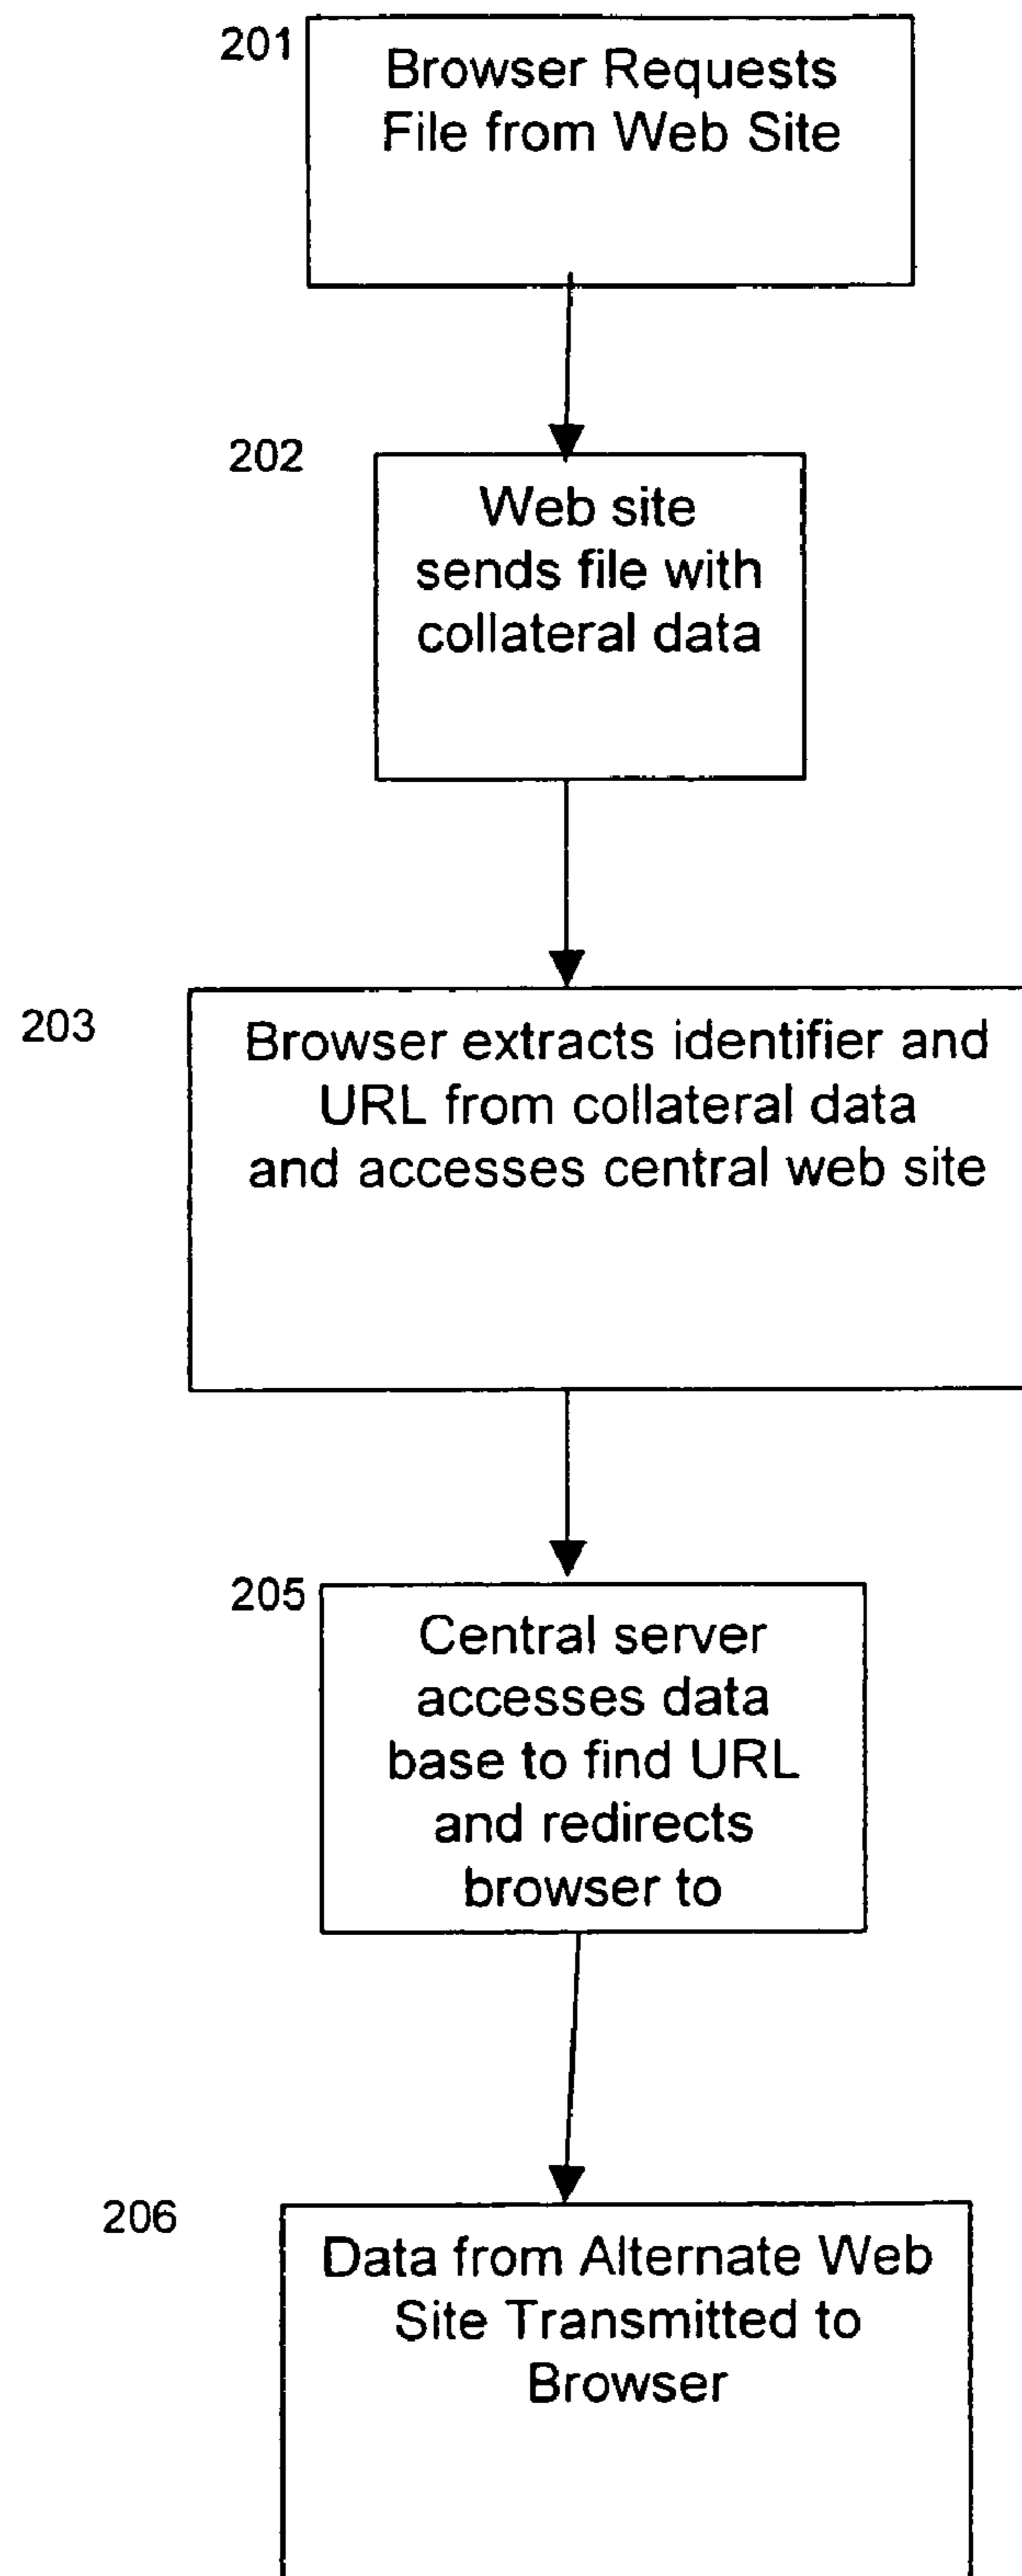 201
Browser Requests
File from Web Site
202
Web site
sends file with
collateral data
203
Browser extracts identifier and
URL from collateral data
and accesses central web site
205
Central server
accesses data
base to find URL
and redirects
browser to
206
Data from Alternate Web
Site Transmitted to
Browser